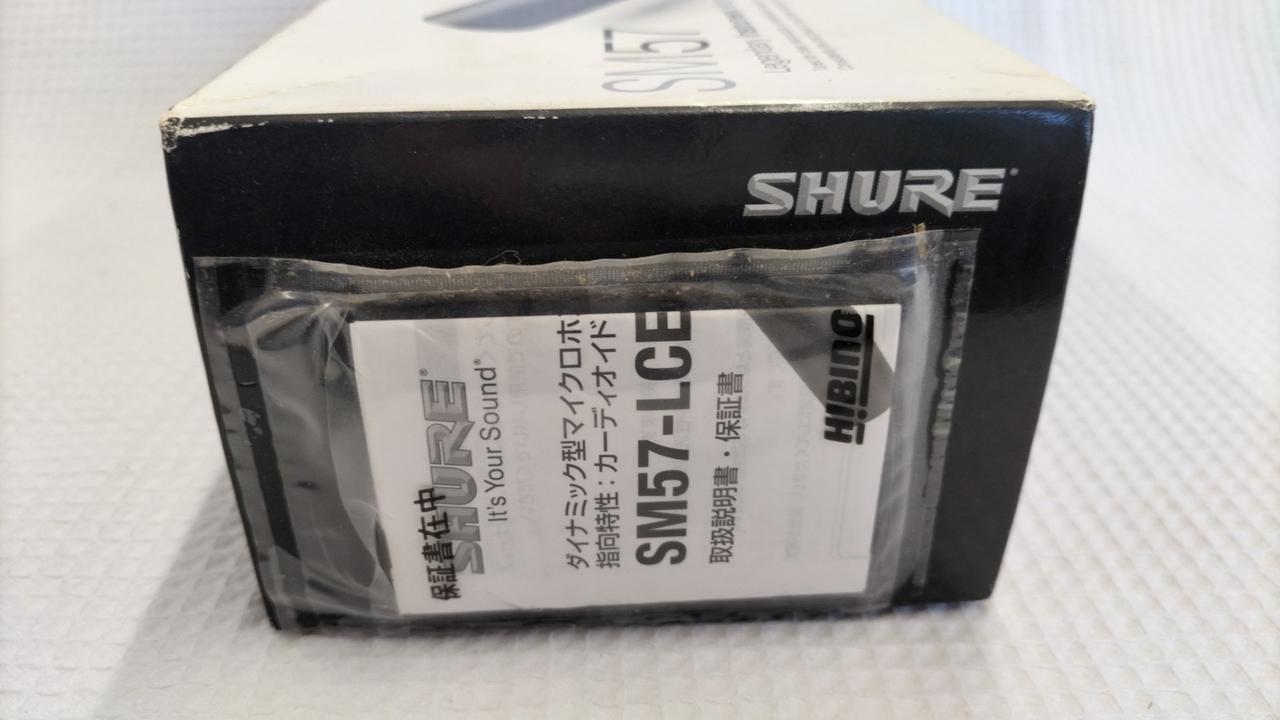 SM57
Legendary
SHURE®
保証書在中
SHURE®
It's Your Sound®
ダイナミック型マイクロホ
指向特性：カーディオイド
SM57-LCE
取扱説明書・保証書
HIBINO